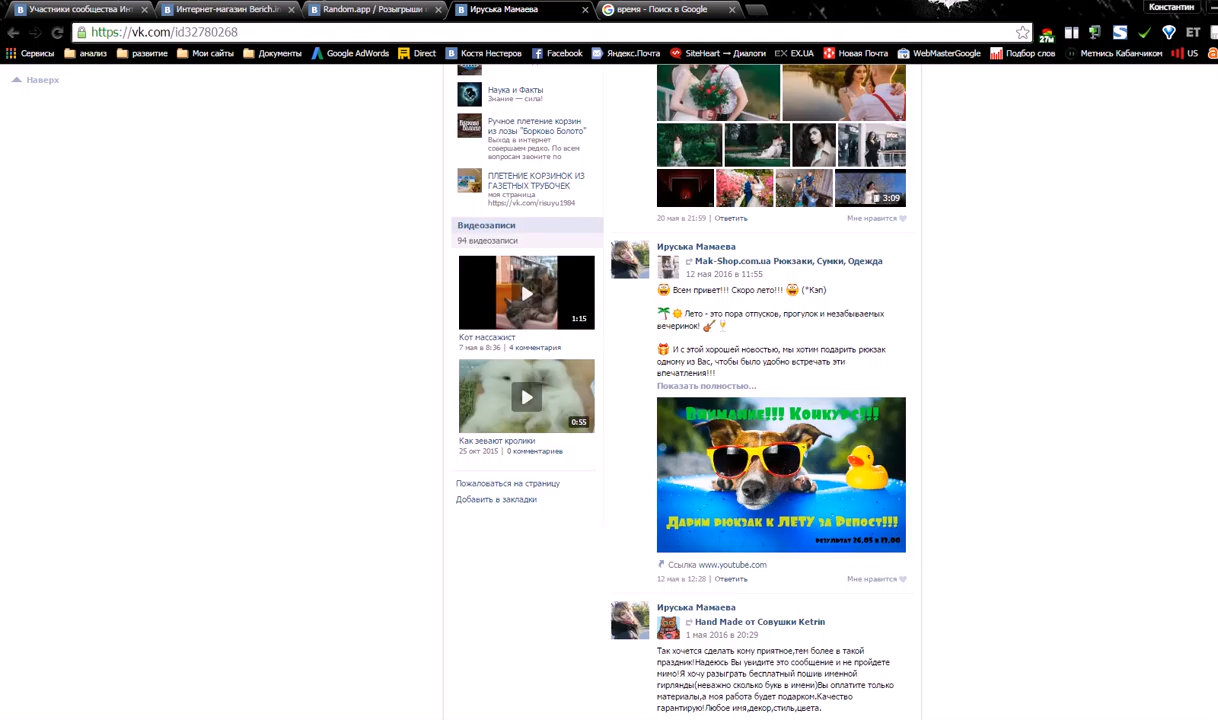 Участники сообщества Инт
Интернет-магазин Berich.in
Random.app / Розыгрыши
Ируська Мамаева
время - Поиск в Google
Константин
https://vk.com/id32780268
27м
ET
Сервисы
анализ
развитие
Мои сайты
Документы
Google AdWords
Direct
Костя Нестеров
Facebook
Яндекс.Почта
SiteHeart → Диалоги
EX.UA
Новая Почта
WebMasterGoogle
Подбор слов
Метнись Кабанчиком
US
Наверх
Наука и Факты
Знание — сила!
Ручное плетение корзин
из лозы "Борково Болото"
Выход в интернет
совершаем редко. По всем
вопросам звоните по
ПЛЕТЕНИЕ КОРЗИНОК ИЗ
ГАЗЕТНЫХ ТРУБОЧЕК
моя страница
https://vk.com/risuyu1984
Видеозаписи
94 видеозаписи
1:15
Кот массажист
7 мая в 8:36 | 4 комментария
0:55
Как зевают кролики
25 окт 2015 | 0 комментариев
Пожаловаться на страницу
Добавить в закладки
3:09
20 мая в 21:59 | Ответить
Мне нравится
Ируська Мамаева
Mak-Shop.com.ua Рюкзаки, Сумки, Одежда
12 мая 2016 в 11:55
Всем привет!!! Скоро лето!!! (*Кэп)
Лето - это пора отпусков, прогулок и незабываемых
вечеринок!
И с этой хорошей новостью, мы хотим подарить рюкзак
одному из Вас, чтобы было удобно встречать эти
впечатления!!!
Показать полностью...
Внимание!!! Конкурс!!!
Дарим рюкзак к ЛЕТУ за Репост!!!
результат 26.05 в 13.00
Ссылка www.youtube.com
12 мая в 12:28 | Ответить
Мне нравится
Ируська Мамаева
Hand Made от Совушки Ketrin
1 мая 2016 в 20:29
Так хочется сделать кому приятное,тем более в такой
праздник!Надеюсь Вы увидите это сообщение и не пройдете
мимо!Я хочу разыграть бесплатный пошив именной
гирлянды(неважно сколько букв в имени)Вы оплатите только
материалы,а моя работа будет подарком.Качество
гарантирую!Любое имя,декор,стиль,цвета.